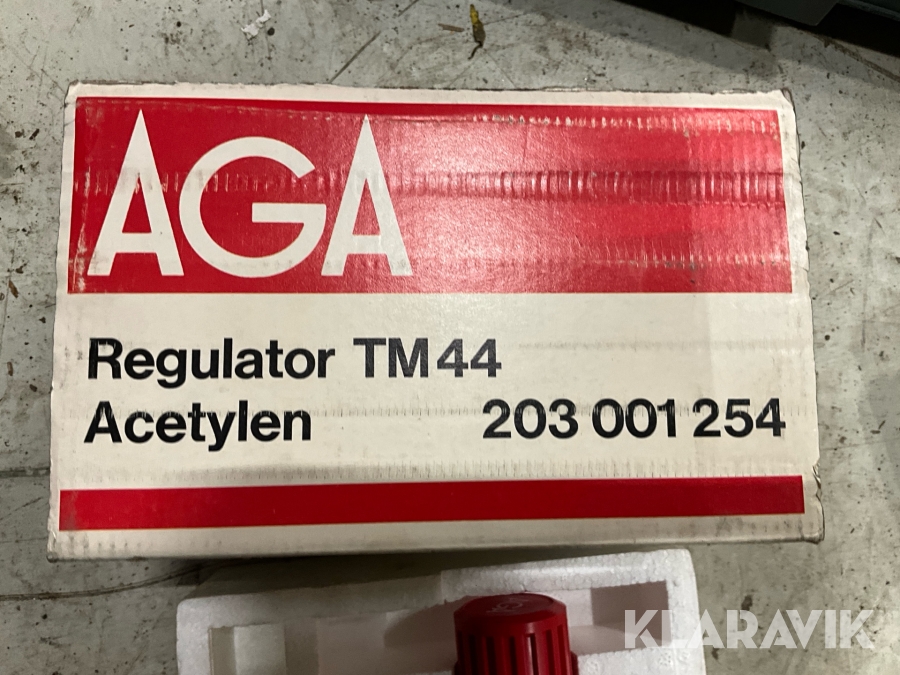 AGA
Regulator TM44
Acetylen 203 001 254
KLARAVIK